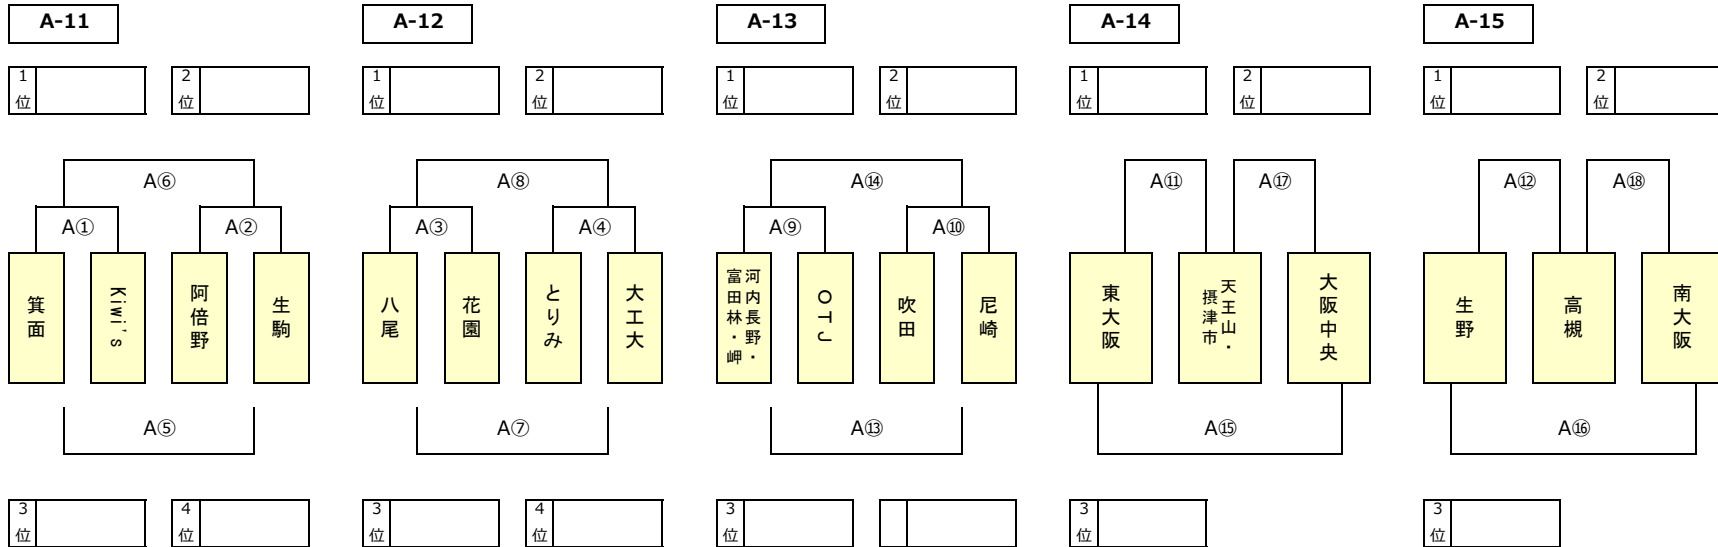 A-11 A-12 A-13 A-14 A-15
1位 2位 1位 2位 1位 2位 1位 2位 1位 2位
A⑥ A⑧ A⑭ A⑪ A⑰ A⑫ A⑱
A① A② A③ A④ A⑨ A⑩
箕面
Kiwi's
阿倍野
生駒
八尾
花園
とりみ
大工大
河内長野・
富田林・岬
OTJ
吹田
尼崎
東大阪
天王山・
摂津市
大阪中央
生野
高槻
南大阪
A⑤ A⑦ A⑬ A⑮ A⑯
3位 4位 3位 4位 3位 3位 3位